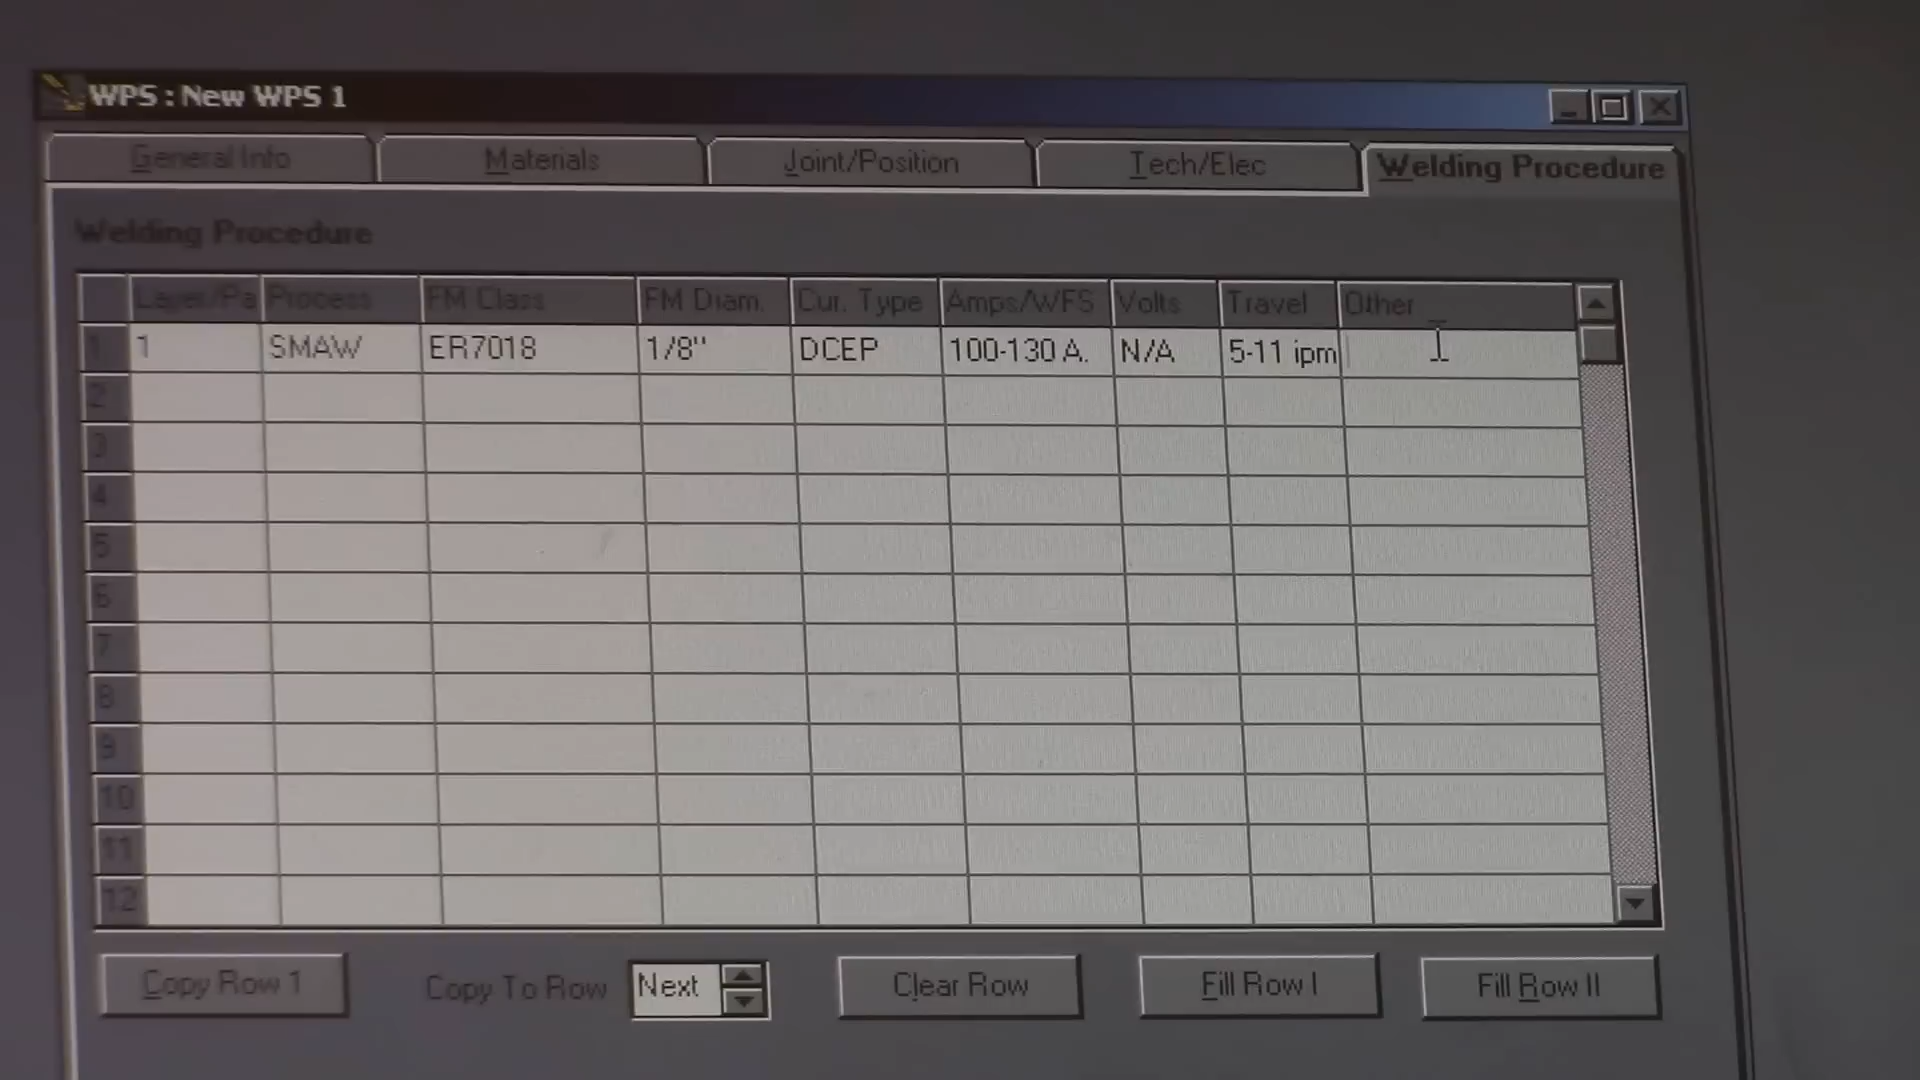 WPS : New WPS 1
General Info Materials Joint/Position Tech/Elec Welding Procedure
Welding Procedure
Layer/Pa Process FM Class FM Diam. Cur. Type Amps/WFS Volts Travel Other
1 1 SMAW ER7018 1/8" DCEP 100-130 A. N/A 5-11 ipm
2
3
4
5
6
7
8
9
10
11
12
Copy Row 1 Copy To Row Next Clear Row Fill Row I Fill Row II